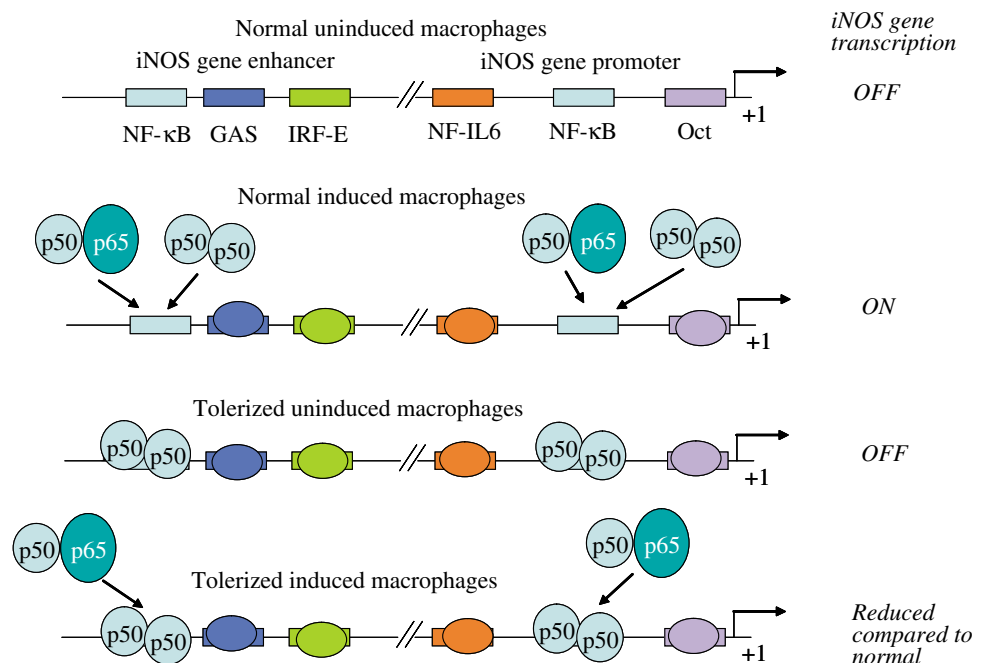 Normal uninduced macrophages
iNOS gene
transcription
iNOS gene enhancer
iNOS gene promoter
OFF
+1
NF-κB GAS IRF-E NF-IL6 NF-κB Oct
Normal induced macrophages
p50 p65 p50 p50 p50 p65 p50 p50
ON
+1
Tolerized uninduced macrophages
p50 p50 p50 p50
OFF
+1
p50 p65 p50 p65
Tolerized induced macrophages
p50 p50 p50 p50
+1
Reduced
compared to
normal